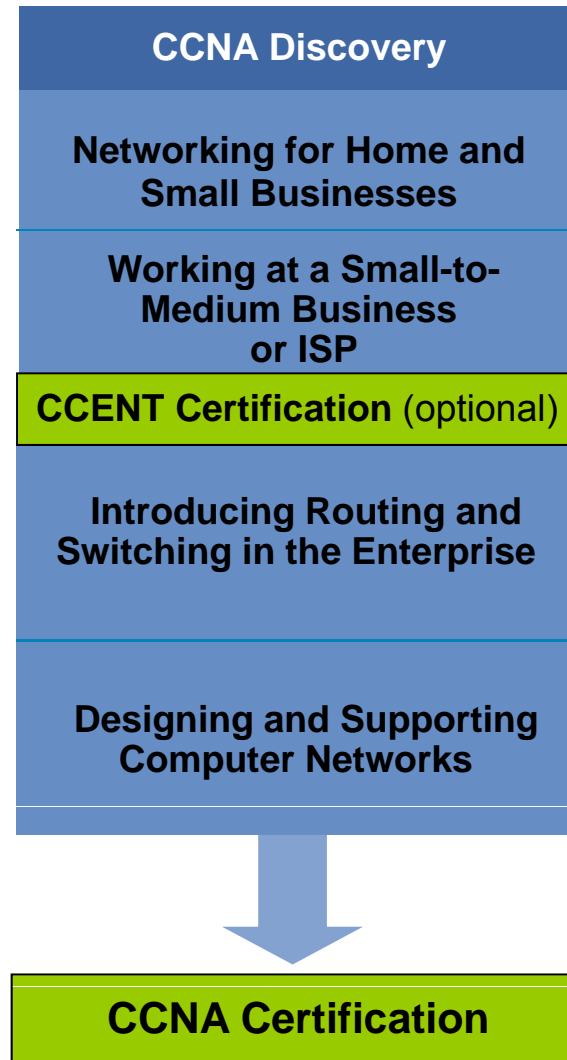 CCNA Discovery
Networking for Home and
Small Businesses
Working at a Small-to-
Medium Business
or ISP
CCENT Certification (optional)
Introducing Routing and
Switching in the Enterprise
Designing and Supporting
Computer Networks
CCNA Certification